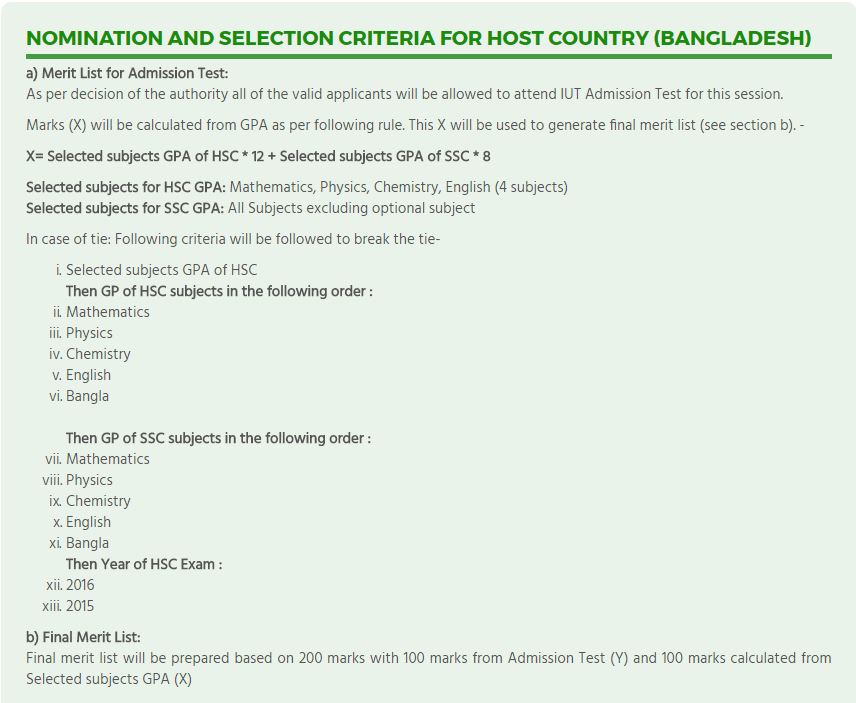 NOMINATION AND SELECTION CRITERIA FOR HOST COUNTRY (BANGLADESH)
a) Merit List for Admission Test:
As per decision of the authority all of the valid applicants will be allowed to attend IUT Admission Test for this session.
Marks (X) will be calculated from GPA as per following rule. This X will be used to generate final merit list (see section b). -
X= Selected subjects GPA of HSC * 12 + Selected subjects GPA of SSC * 8
Selected subjects for HSC GPA: Mathematics, Physics, Chemistry, English (4 subjects)
Selected subjects for SSC GPA: All Subjects excluding optional subject
In case of tie: Following criteria will be followed to break the tie-
i. Selected subjects GPA of HSC
Then GP of HSC subjects in the following order :
ii. Mathematics
iii. Physics
iv. Chemistry
v. English
vi. Bangla
Then GP of SSC subjects in the following order :
vii. Mathematics
viii. Physics
ix. Chemistry
x. English
xi. Bangla
Then Year of HSC Exam :
xii. 2016
xiii. 2015
b) Final Merit List:
Final merit list will be prepared based on 200 marks with 100 marks from Admission Test (Y) and 100 marks calculated from
Selected subjects GPA (X)